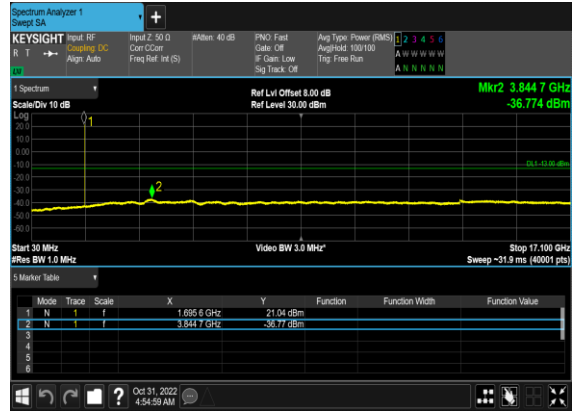 Spectrum Analyzer 1
Swept SA
+
KEYSIGHT Input: RF Input Z: 50 Ω #Atten: 40 dB PNO: Fast Avg Type: Power (RMS) 1 2 3 4 5 6
R T Coupling: DC Corr CCorr Gate: Off Avg|Hold: 100/100 A W W W W W
Align: Auto Freq Ref: Int (S) IF Gain: Low Trig: Free Run
Sig Track: Off A N N N N N
1 Spectrum Ref Lvl Offset 8.00 dB Mkr2 3.844 7 GHz
Scale/Div 10 dB Ref Level 30.00 dBm -36.774 dBm
Log
1
20.0
10.0
0.00
-10.0
DL1 -13.00 dBm
-20.0
-30.0
2
-40.0
-50.0
-60.0
Start 30 MHz Video BW 3.0 MHz* Stop 17.100 GHz
#Res BW 1.0 MHz Sweep ~31.9 ms (40001 pts)
5 Marker Table
Mode Trace Scale X Y Function Function Width Function Value
1 N 1 f 1.695 6 GHz 21.04 dBm
2 N 1 f 3.844 7 GHz -36.77 dBm
3
4
5
6
? Oct 31, 2022
4:54:59 AM